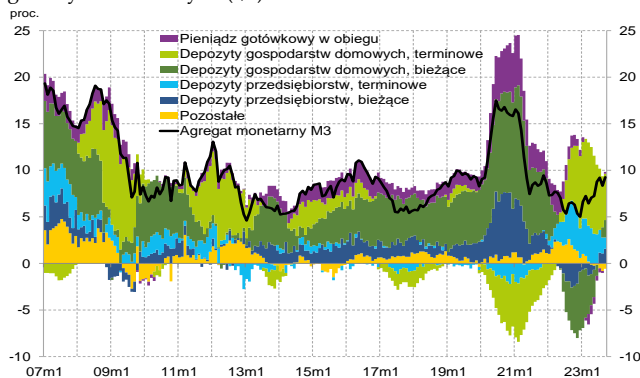 proc.
25
20
15
10
5
0
-5
-10
25
20
15
10
5
0
-5
-10
Pieniądz gotówkowy w obiegu
Depozyty gospodarstw domowych, terminowe
Depozyty gospodarstw domowych, bieżące
Depozyty przedsiębiorstw, terminowe
Depozyty przedsiębiorstw, bieżące
Pozostałe
Agregat monetarny M3
07m1 09m1 11m1 13m1 15m1 17m1 19m1 21m1 23m1